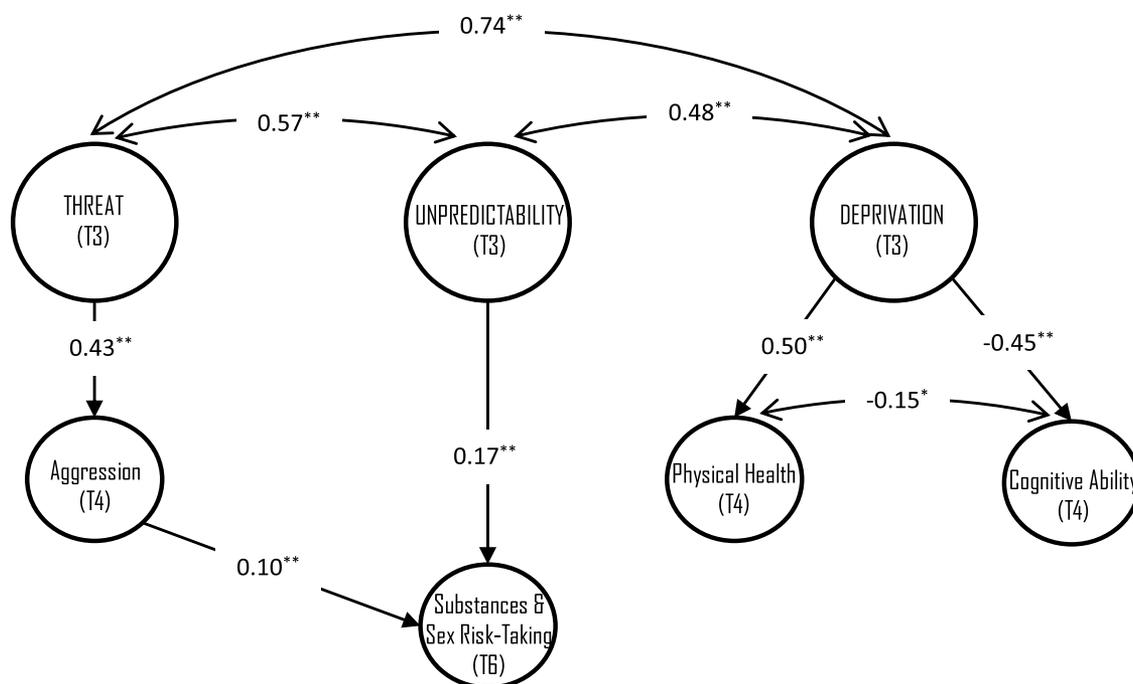 0.74**
0.57**
0.48**
THREAT
(T3)
UNPREDICTABILITY
(T3)
DEPRIVATION
(T3)
0.43**
0.50**
-0.45**
-0.15*
Aggression
(T4)
0.17**
Physical Health
(T4)
Cognitive Ability
(T4)
0.10**
Substances &
Sex Risk-Taking
(T6)